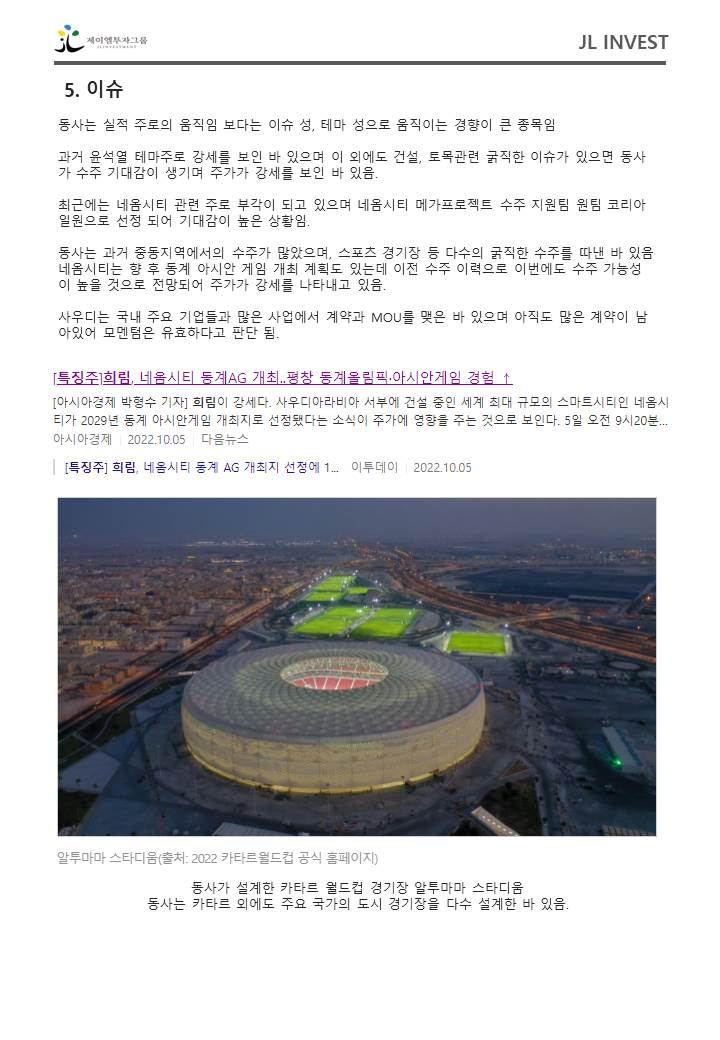 제이엘투자그룹
JLINVESTMENT
JL INVEST
5. 이슈
동사는 실적 주로의 움직임 보다는 이슈 성, 테마 성으로 움직이는 경향이 큰 종목임
과거 윤석열 테마주로 강세를 보인 바 있으며 이 외에도 건설, 토목관련 굵직한 이슈가 있으면 동사
가 수주 기대감이 생기며 주가가 강세를 보인 바 있음.
최근에는 네옴시티 관련 주로 부각이 되고 있으며 네옴시티 메가프로젝트 수주 지원팀 원팀 코리아
일원으로 선정 되어 기대감이 높은 상황임.
동사는 과거 중동지역에서의 수주가 많았으며, 스포츠 경기장 등 다수의 굵직한 수주를 따낸 바 있음
네옴시티는 향 후 동계 아시안 게임 개최 계획도 있는데 이전 수주 이력으로 이번에도 수주 가능성
이 높을 것으로 전망되어 주가가 강세를 나타내고 있음.
사우디는 국내 주요 기업들과 많은 사업에서 계약과 MOU를 맺은 바 있으며 아직도 많은 계약이 남
아있어 모멘텀은 유효하다고 판단 됨.
[특징주]희림, 네옴시티 동계AG 개최..평창 동계올림픽·아시안게임 경험 ↑
[아시아경제 박형수 기자] 희림이 강세다. 사우디아라비아 서부에 건설 중인 세계 최대 규모의 스마트시티인 네옴시
티가 2029년 동계 아시안게임 개최지로 선정됐다는 소식이 주가에 영향을 주는 것으로 보인다. 5일 오전 9시20분...
아시아경제 | 2022.10.05 | 다음뉴스
[특징주] 희림, 네옴시티 동계 AG 개최지 선정에 1... 이투데이 | 2022.10.05
알투마마 스타디움(출처: 2022 카타르월드컵 공식 홈페이지)
동사가 설계한 카타르 월드컵 경기장 알투마마 스타디움
동사는 카타르 외에도 주요 국가의 도시 경기장을 다수 설계한 바 있음.